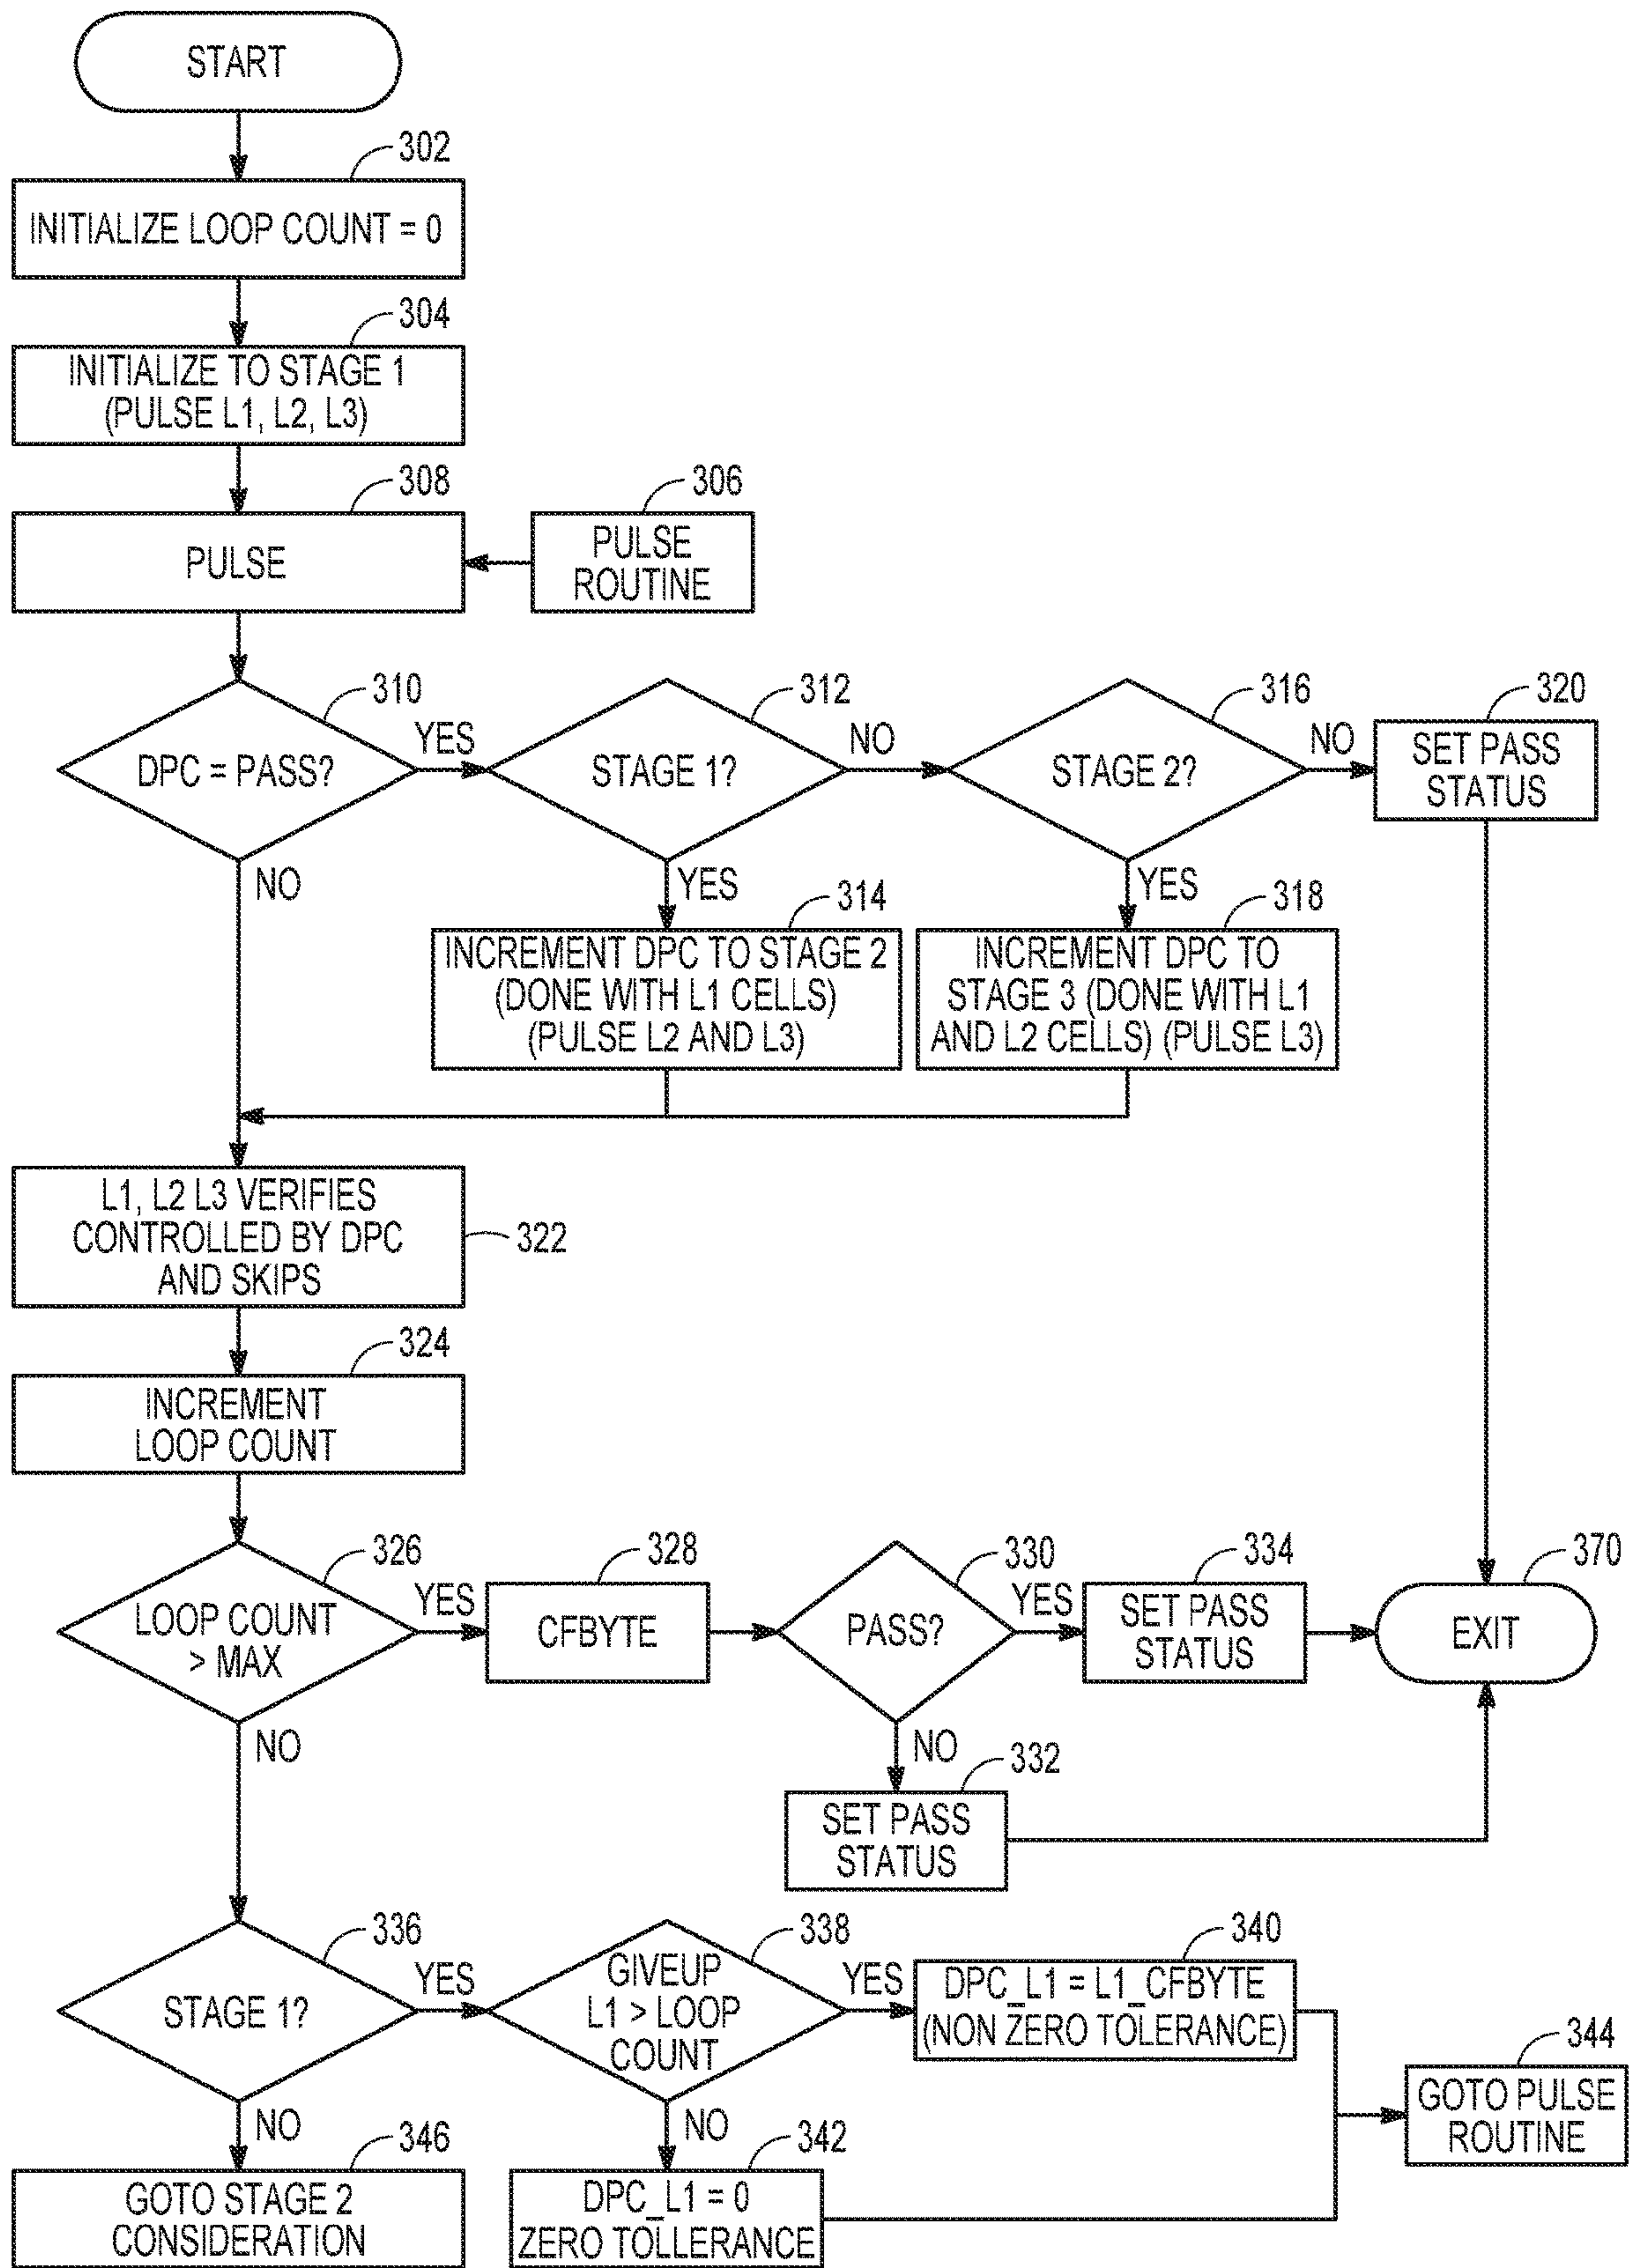 START
302
INITIALIZE LOOP COUNT = 0
304
INITIALIZE TO STAGE 1
(PULSE L1, L2, L3)
308
PULSE
306
PULSE
ROUTINE
310
DPC = PASS?
YES
NO
312
STAGE 1?
NO
YES
316
STAGE 2?
NO
YES
320
SET PASS
STATUS
314
INCREMENT DPC TO STAGE 2
(DONE WITH L1 CELLS)
(PULSE L2 AND L3)
318
INCREMENT DPC TO
STAGE 3 (DONE WITH L1
AND L2 CELLS) (PULSE L3)
L1, L2 L3 VERIFIES
CONTROLLED BY DPC
AND SKIPS
322
324
INCREMENT
LOOP COUNT
326
LOOP COUNT
> MAX
YES
NO
328
CFBYTE
330
PASS?
YES
NO
334
SET PASS
STATUS
370
EXIT
332
SET PASS
STATUS
336
STAGE 1?
YES
NO
338
GIVEUP
L1 > LOOP
COUNT
YES
NO
340
DPC_L1 = L1_CFBYTE
(NON ZERO TOLERANCE)
344
GOTO PULSE
ROUTINE
346
GOTO STAGE 2
CONSIDERATION
342
DPC_L1 = 0
ZERO TOLLERANCE